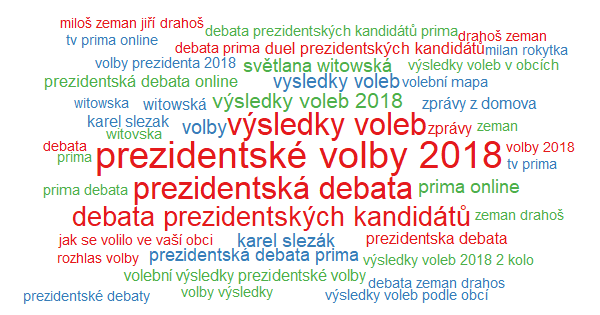 miloš zeman jiří drahoš
debata prezidentských kandidátů prima
drahoš zeman
tv prima online
debata prima
duel prezidentských kandidátů
milan rokytka
volby prezidenta 2018
světlana witowská
výsledky voleb v obcích
prezidentská debata online
vysledky voleb
volební mapa
witowska
witowská
výsledky voleb 2018
zprávy z domova
karel slezak
volby
výsledky voleb
zprávy
zeman
witovska
debata
prezidentské volby 2018
volby 2018
prima
tv prima
prima debata
prezidentská debata
prima online
debata prezidentských kandidátů
zeman drahoš
jak se volilo ve vaší obci
karel slezák
prezidentska debata
rozhlas volby
prezidentská debata prima
výsledky voleb 2018 2 kolo
volební výsledky prezidentské volby
debata zeman drahos
prezidentské debaty
volby výsledky
výsledky voleb podle obcí